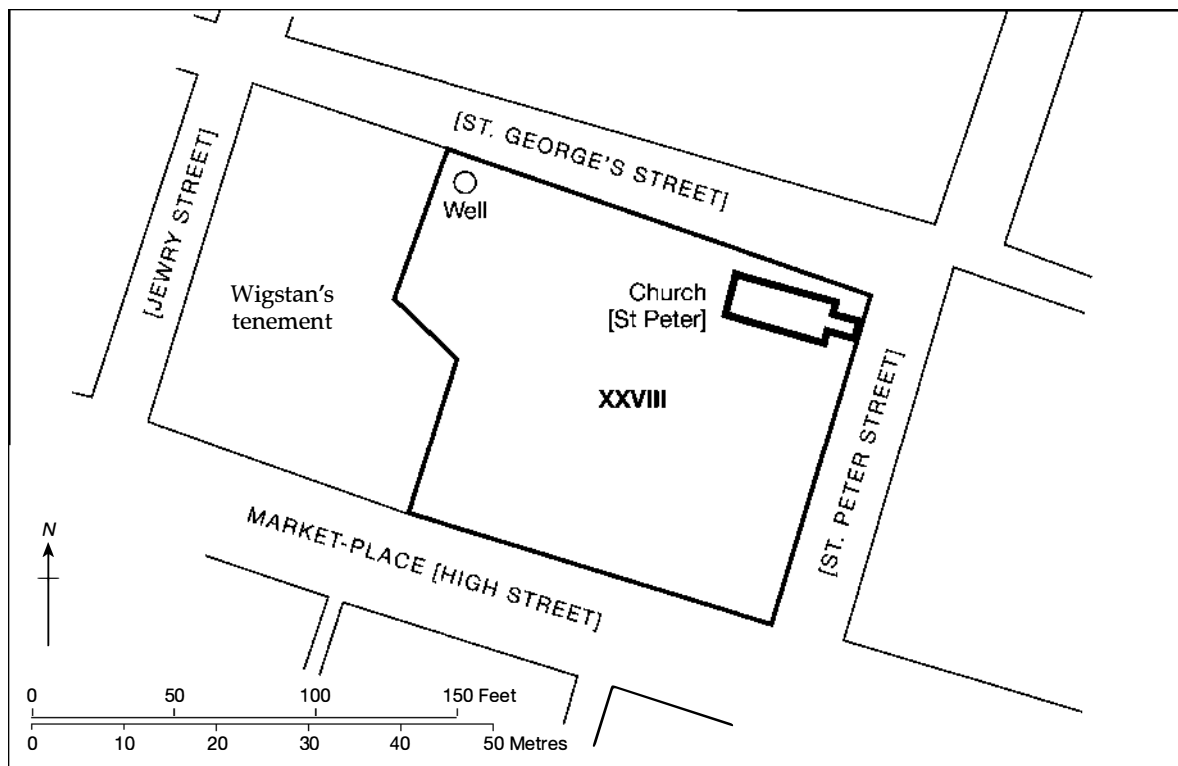 [ST. GEORGE'S STREET]
[JEWRY STREET]
Well
Wigstan's
tenement
Church
[St Peter]
XXVIII
[ST. PETER STREET]
MARKET-PLACE [HIGH STREET]
N
0 50 100 150 Feet
0 10 20 30 40 50 Metres